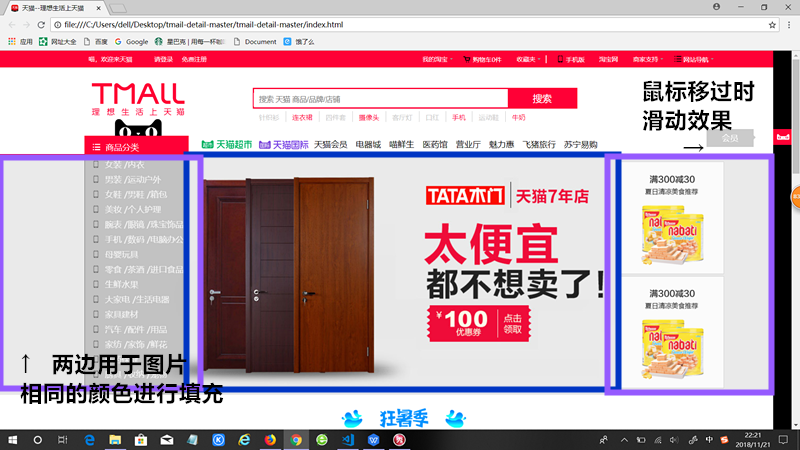 天猫--理想生活上天猫
file:///C:/Users/dell/Desktop/tmail-detail-master/tmail-detail-master/index.html
应用 网址大全 百度 Google 星巴克 | 用每一杯咖 Document 饿了么
喵，欢迎来天猫 请登录 免费注册 我的淘宝 购物车0件 收藏夹 手机版 淘宝网 商家支持 网站导航
TMALL
理想生活上天猫
搜索 天猫 商品/品牌/店铺 搜索
针织衫 连衣裙 四件套 摄像头 客厅灯 口红 手机 运动鞋 牛奶
鼠标移过时
滑动效果
→
会员
商品分类 天猫超市 天猫国际 天猫会员 电器城 喵鲜生 医药馆 营业厅 魅力惠 飞猪旅行 苏宁易购
女装 /内衣
男装 /运动户外
女鞋 /男鞋 /箱包
美妆 /个人护理
腕表 /眼镜 /珠宝饰品
手机 /数码 /电脑办公
母婴玩具
零食 /茶酒 /进口食品
生鲜水果
大家电 /生活电器
家具建材
汽车 /配件 /用品
家纺 /家饰 /鲜花
TATA木门 天猫7年店
太便宜
都不想卖了!
¥100 优惠券 点击领取
满300减30
夏日清凉美食推荐
nabati
满300减30
夏日清凉美食推荐
nabati
↑ 两边用于图片
相同的颜色进行填充
狂暑季
中
22:21
2018/11/21